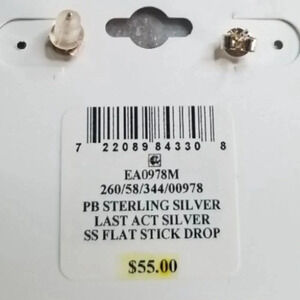 7 22089 84330 8
EA0978M
260/58/344/00978
PB STERLING SILVER
LAST ACT SILVER
SS FLAT STICK DROP
$55.00